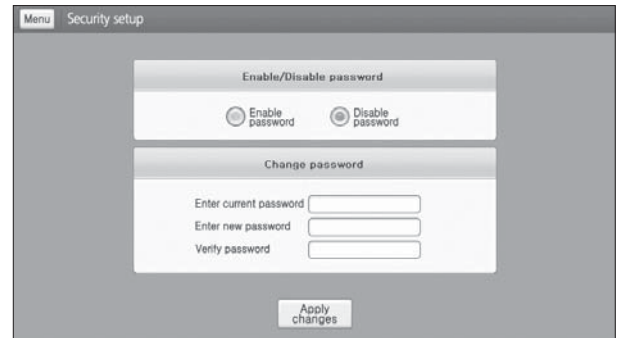 Menu Security setup
Enable/Disable password
Enable password Disable password
Change password
Enter current password
Enter new password
Verify password
Apply changes